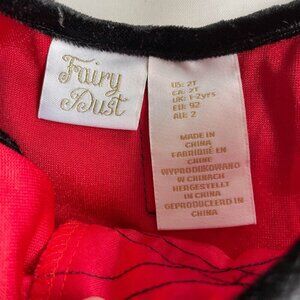 Fairy
Dust
US: 2T
CA: 2T
UK: 1-2yrs
EU: 92
AU: 2
MADE IN
CHINA
FABRIQUÉ EN
CHINE
WYPRODUKOWANO
W CHINACH
HERGESTELLT
IN CHINA
GEPRODUCEERD IN
CHINA